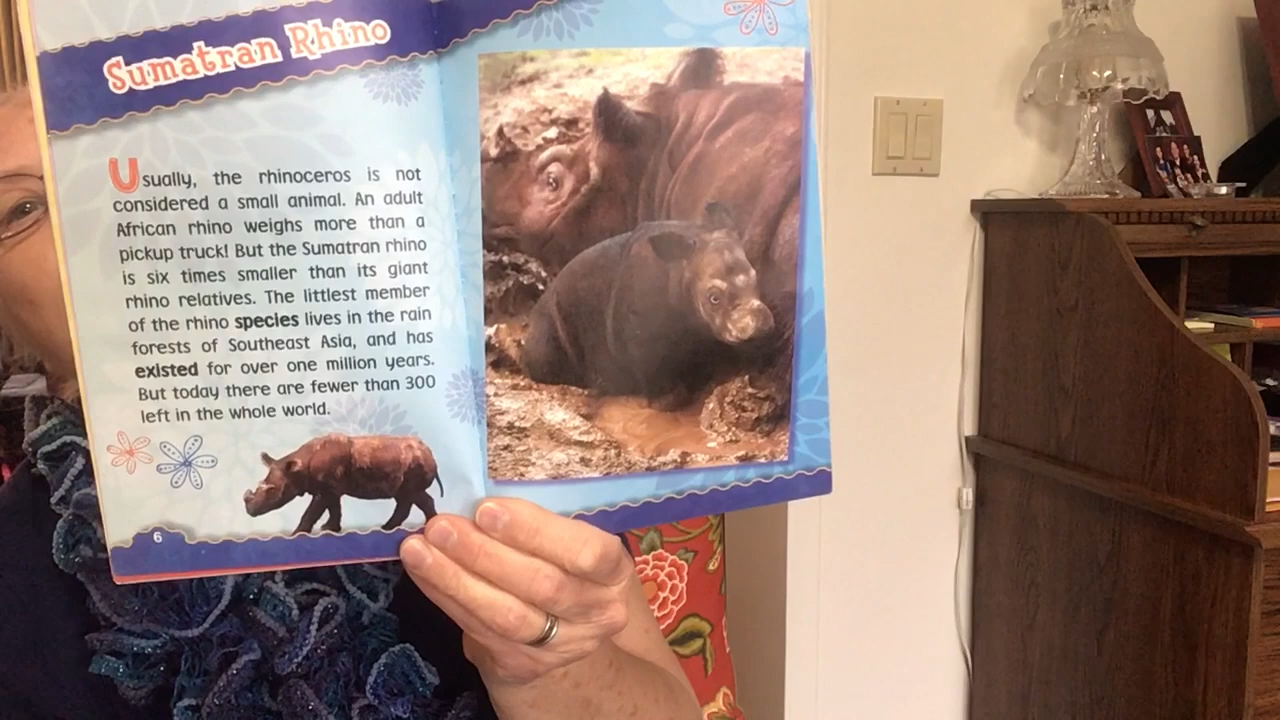 Sumatran Rhino
Usually, the rhinoceros is not
considered a small animal. An adult
African rhino weighs more than a
pickup truck! But the Sumatran rhino
is six times smaller than its giant
rhino relatives. The littlest member
of the rhino species lives in the rain
forests of Southeast Asia, and has
existed for over one million years.
But today there are fewer than 300
left in the whole world.
6